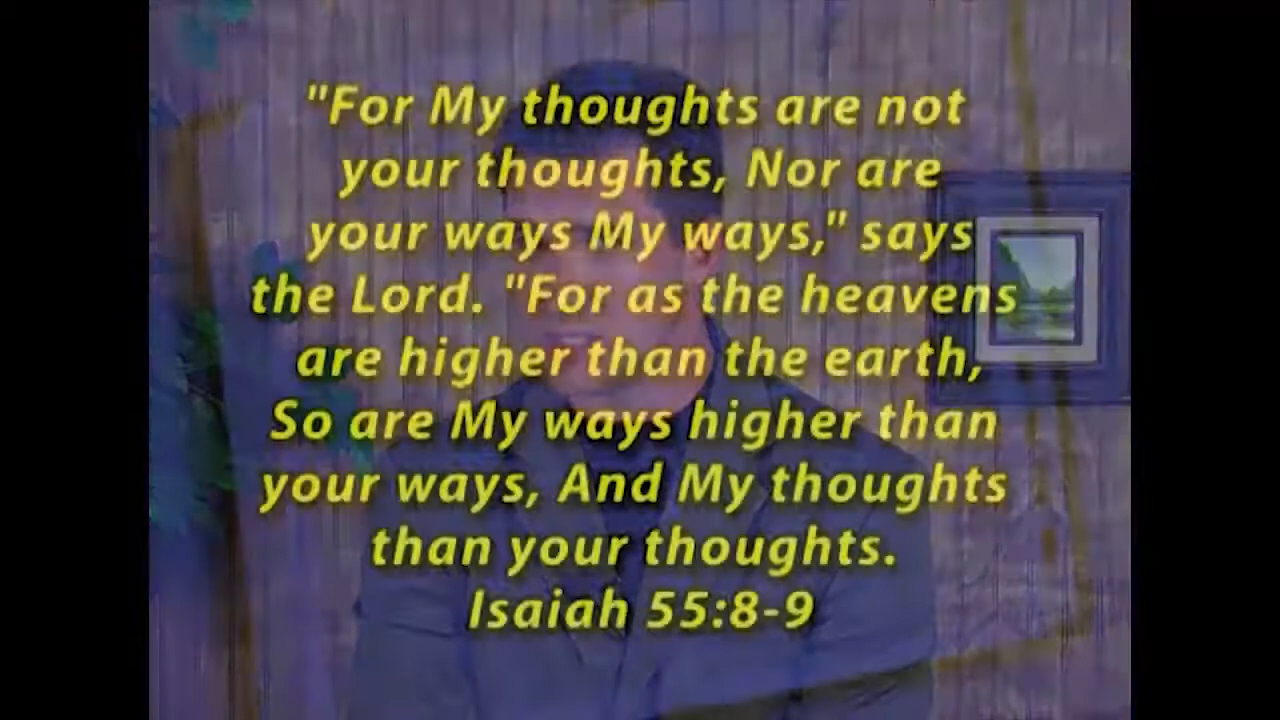 "For My thoughts are not
your thoughts, Nor are
your ways My ways," says
the Lord. "For as the heavens
are higher than the earth,
So are My ways higher than
your ways, And My thoughts
than your thoughts.
Isaiah 55:8-9